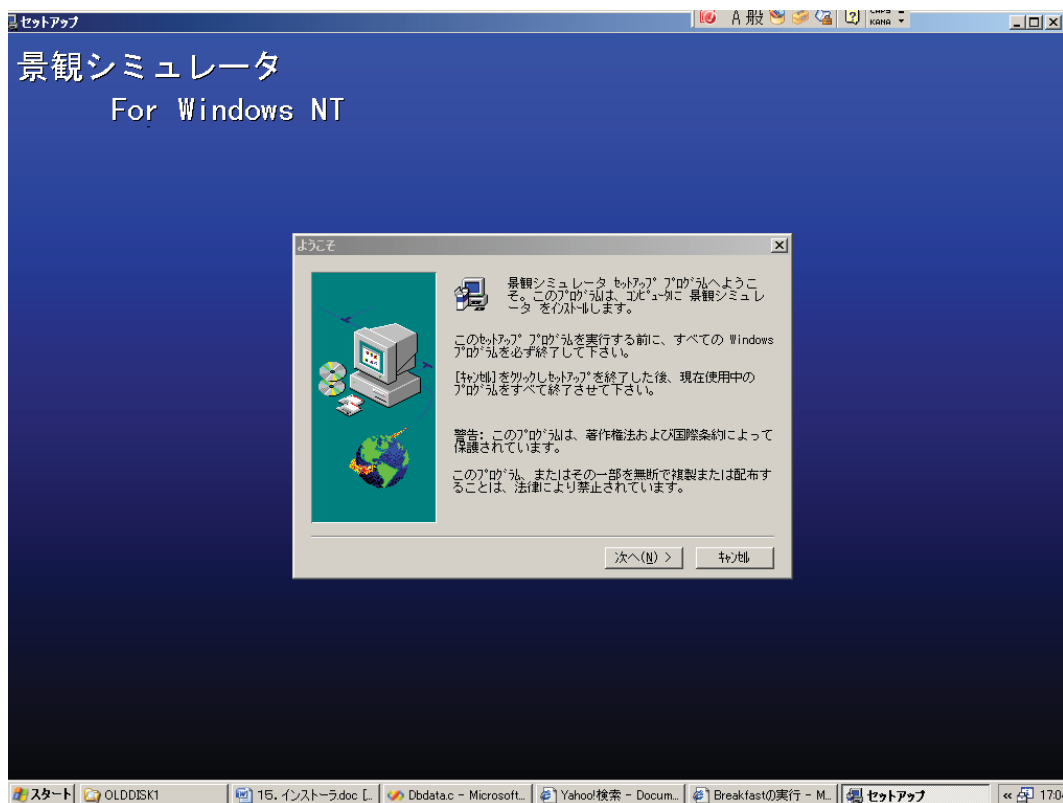 セットアップ
A 般
CAPS
KANA
景観シミュレータ
For Windows NT
ようこそ
景観シミュレータ ｾｯﾄｱｯﾌﾟ ﾌﾟﾛｸﾞﾗﾑへようこ
そ。このﾌﾟﾛｸﾞﾗﾑは、ｺﾝﾋﾟｭｰﾀに 景観シミュレ
ータ をｲﾝｽﾄｰﾙします。
このｾｯﾄｱｯﾌﾟ ﾌﾟﾛｸﾞﾗﾑを実行する前に、すべての Windows
ﾌﾟﾛｸﾞﾗﾑを必ず終了して下さい。
[ｷｬﾝｾﾙ]をｸﾘｯｸしｾｯﾄｱｯﾌﾟを終了した後、現在使用中の
ﾌﾟﾛｸﾞﾗﾑをすべて終了させて下さい。
警告: このﾌﾟﾛｸﾞﾗﾑは、著作権法および国際条約によって
保護されています。
このﾌﾟﾛｸﾞﾗﾑ、またはその一部を無断で複製または配布す
ることは、法律により禁止されています。
次へ(N) >
ｷｬﾝｾﾙ
スタート
OLDDISK1
15. インストーラ.doc [..
Dbdata.c - Microsoft...
Yahoo!検索 - Docum...
Breakfastの実行 - M...
セットアップ
«